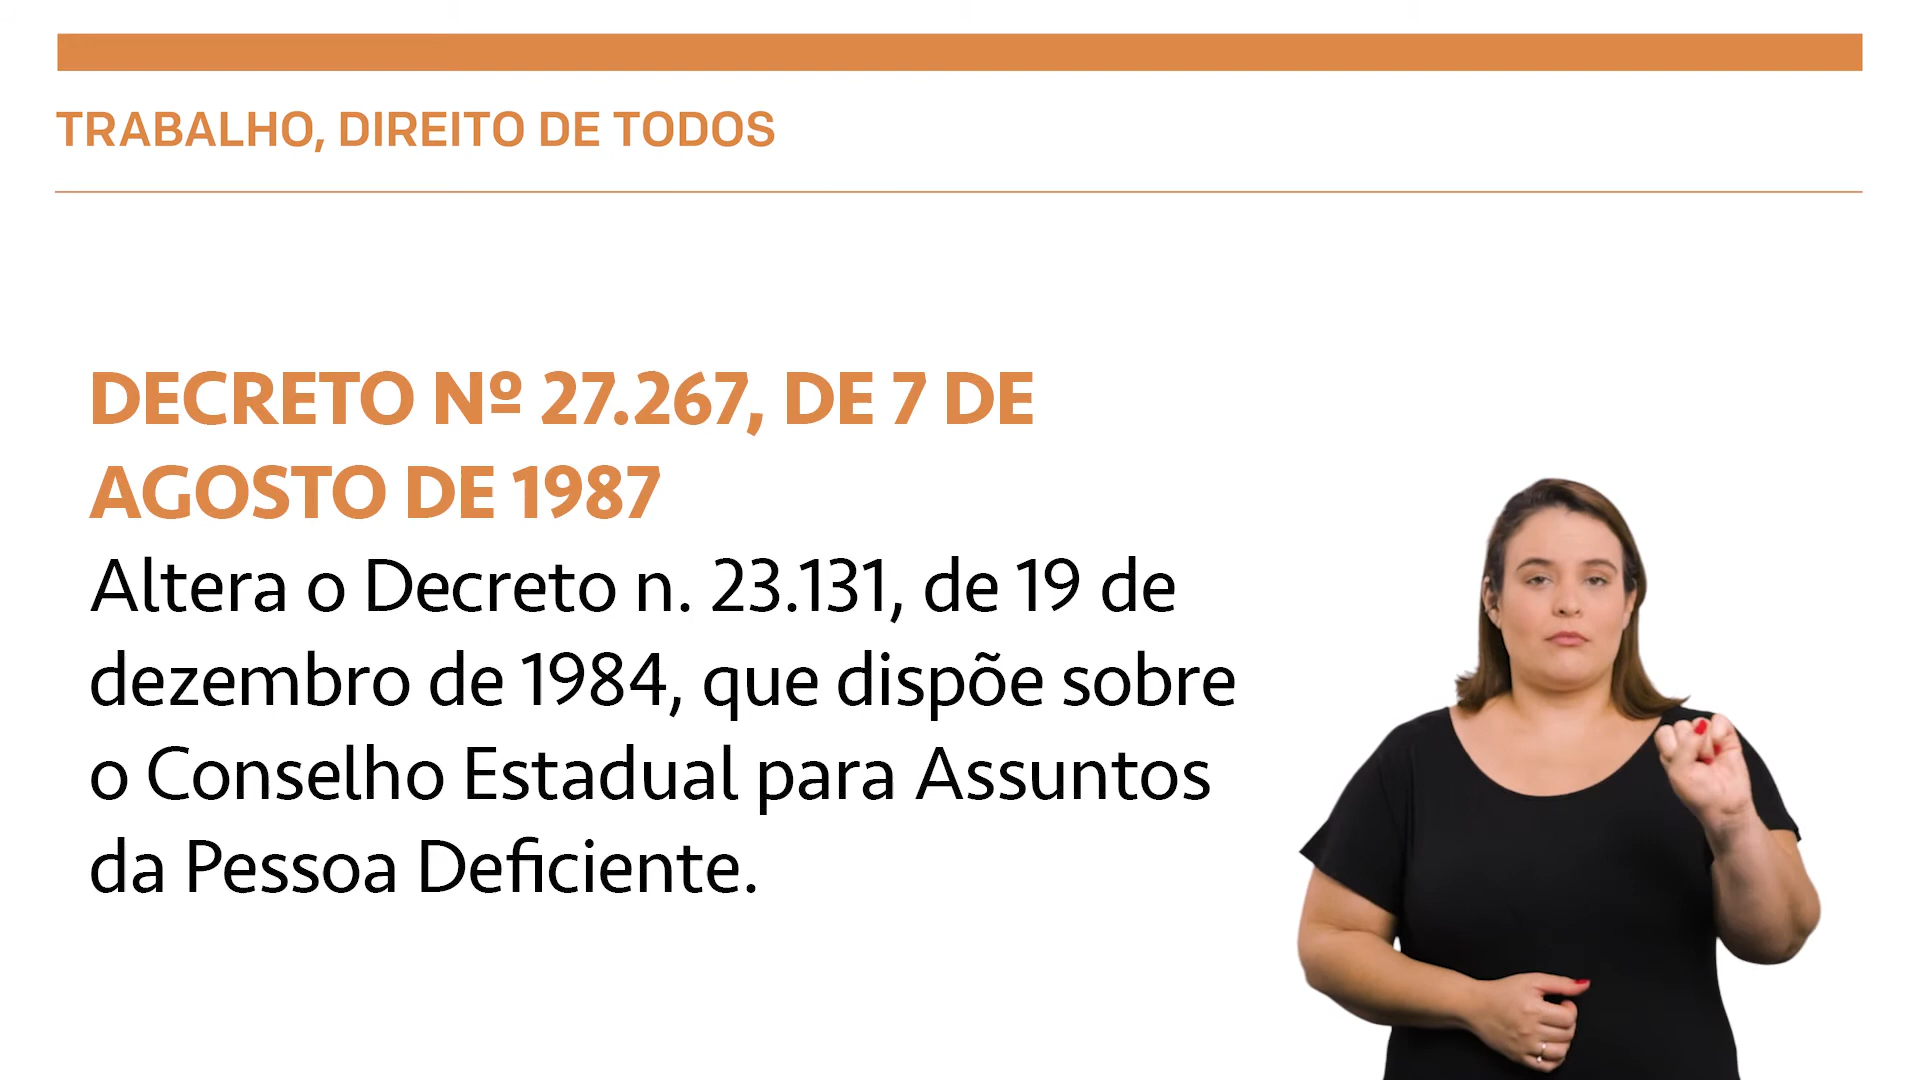 TRABALHO, DIREITO DE TODOS
DECRETO Nº 27.267, DE 7 DE
AGOSTO DE 1987
Altera o Decreto n. 23.131, de 19 de
dezembro de 1984, que dispõe sobre
o Conselho Estadual para Assuntos
da Pessoa Deficiente.